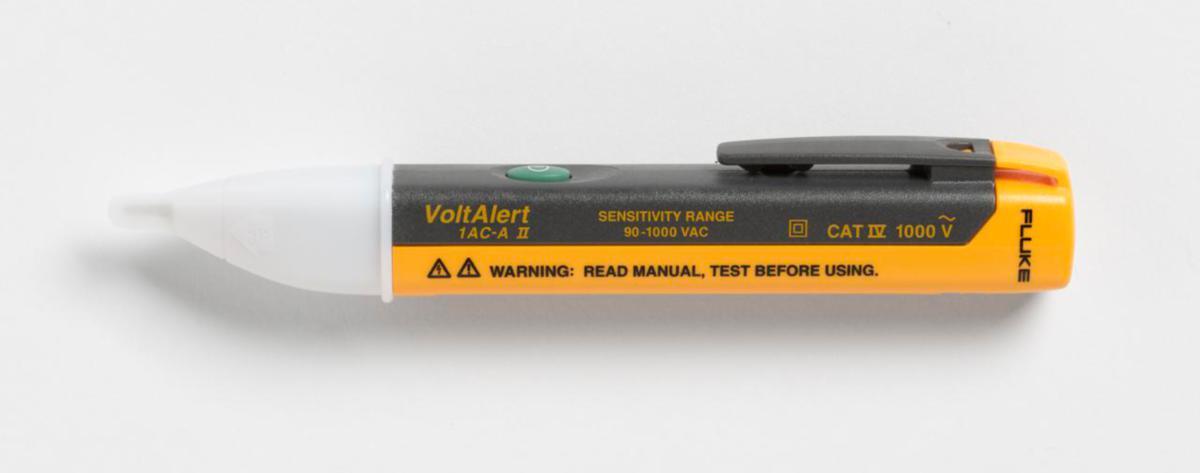 VoltAlert
1AC-A II
SENSITIVITY RANGE
90-1000 VAC
CAT IV 1000 V~
WARNING: READ MANUAL, TEST BEFORE USING.
FLUKE